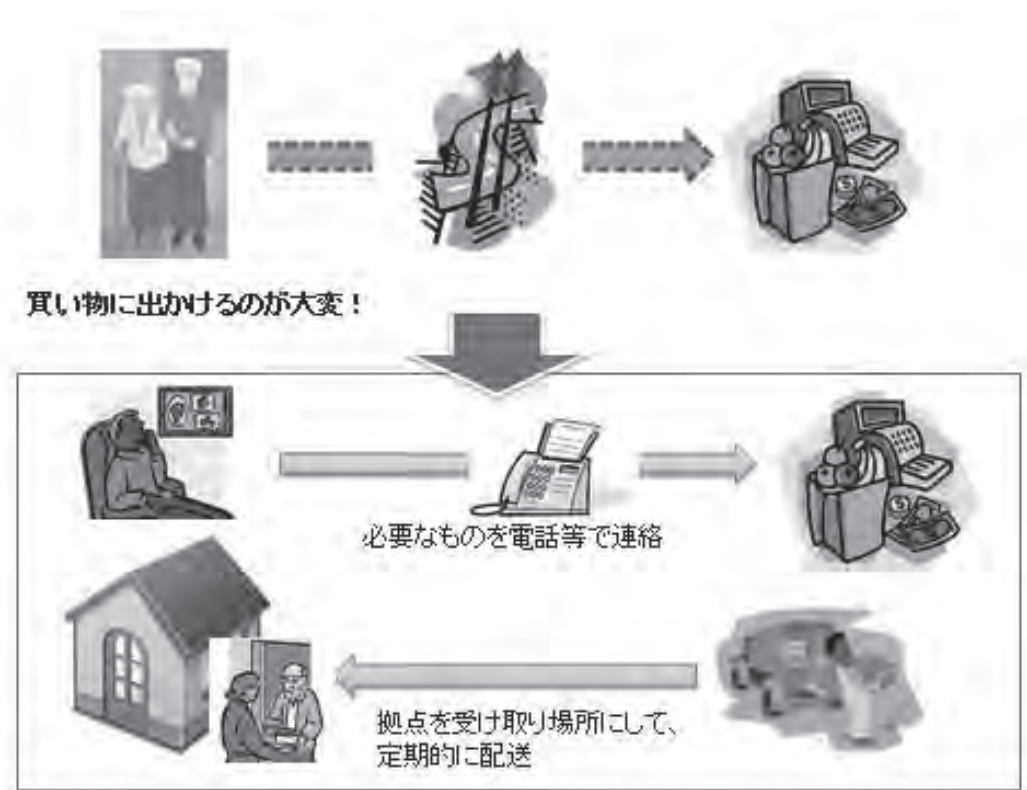 買い物に出かけるのが大変！
必要なものを電話等で連絡
拠点を受け取り場所にして、
定期的に配送